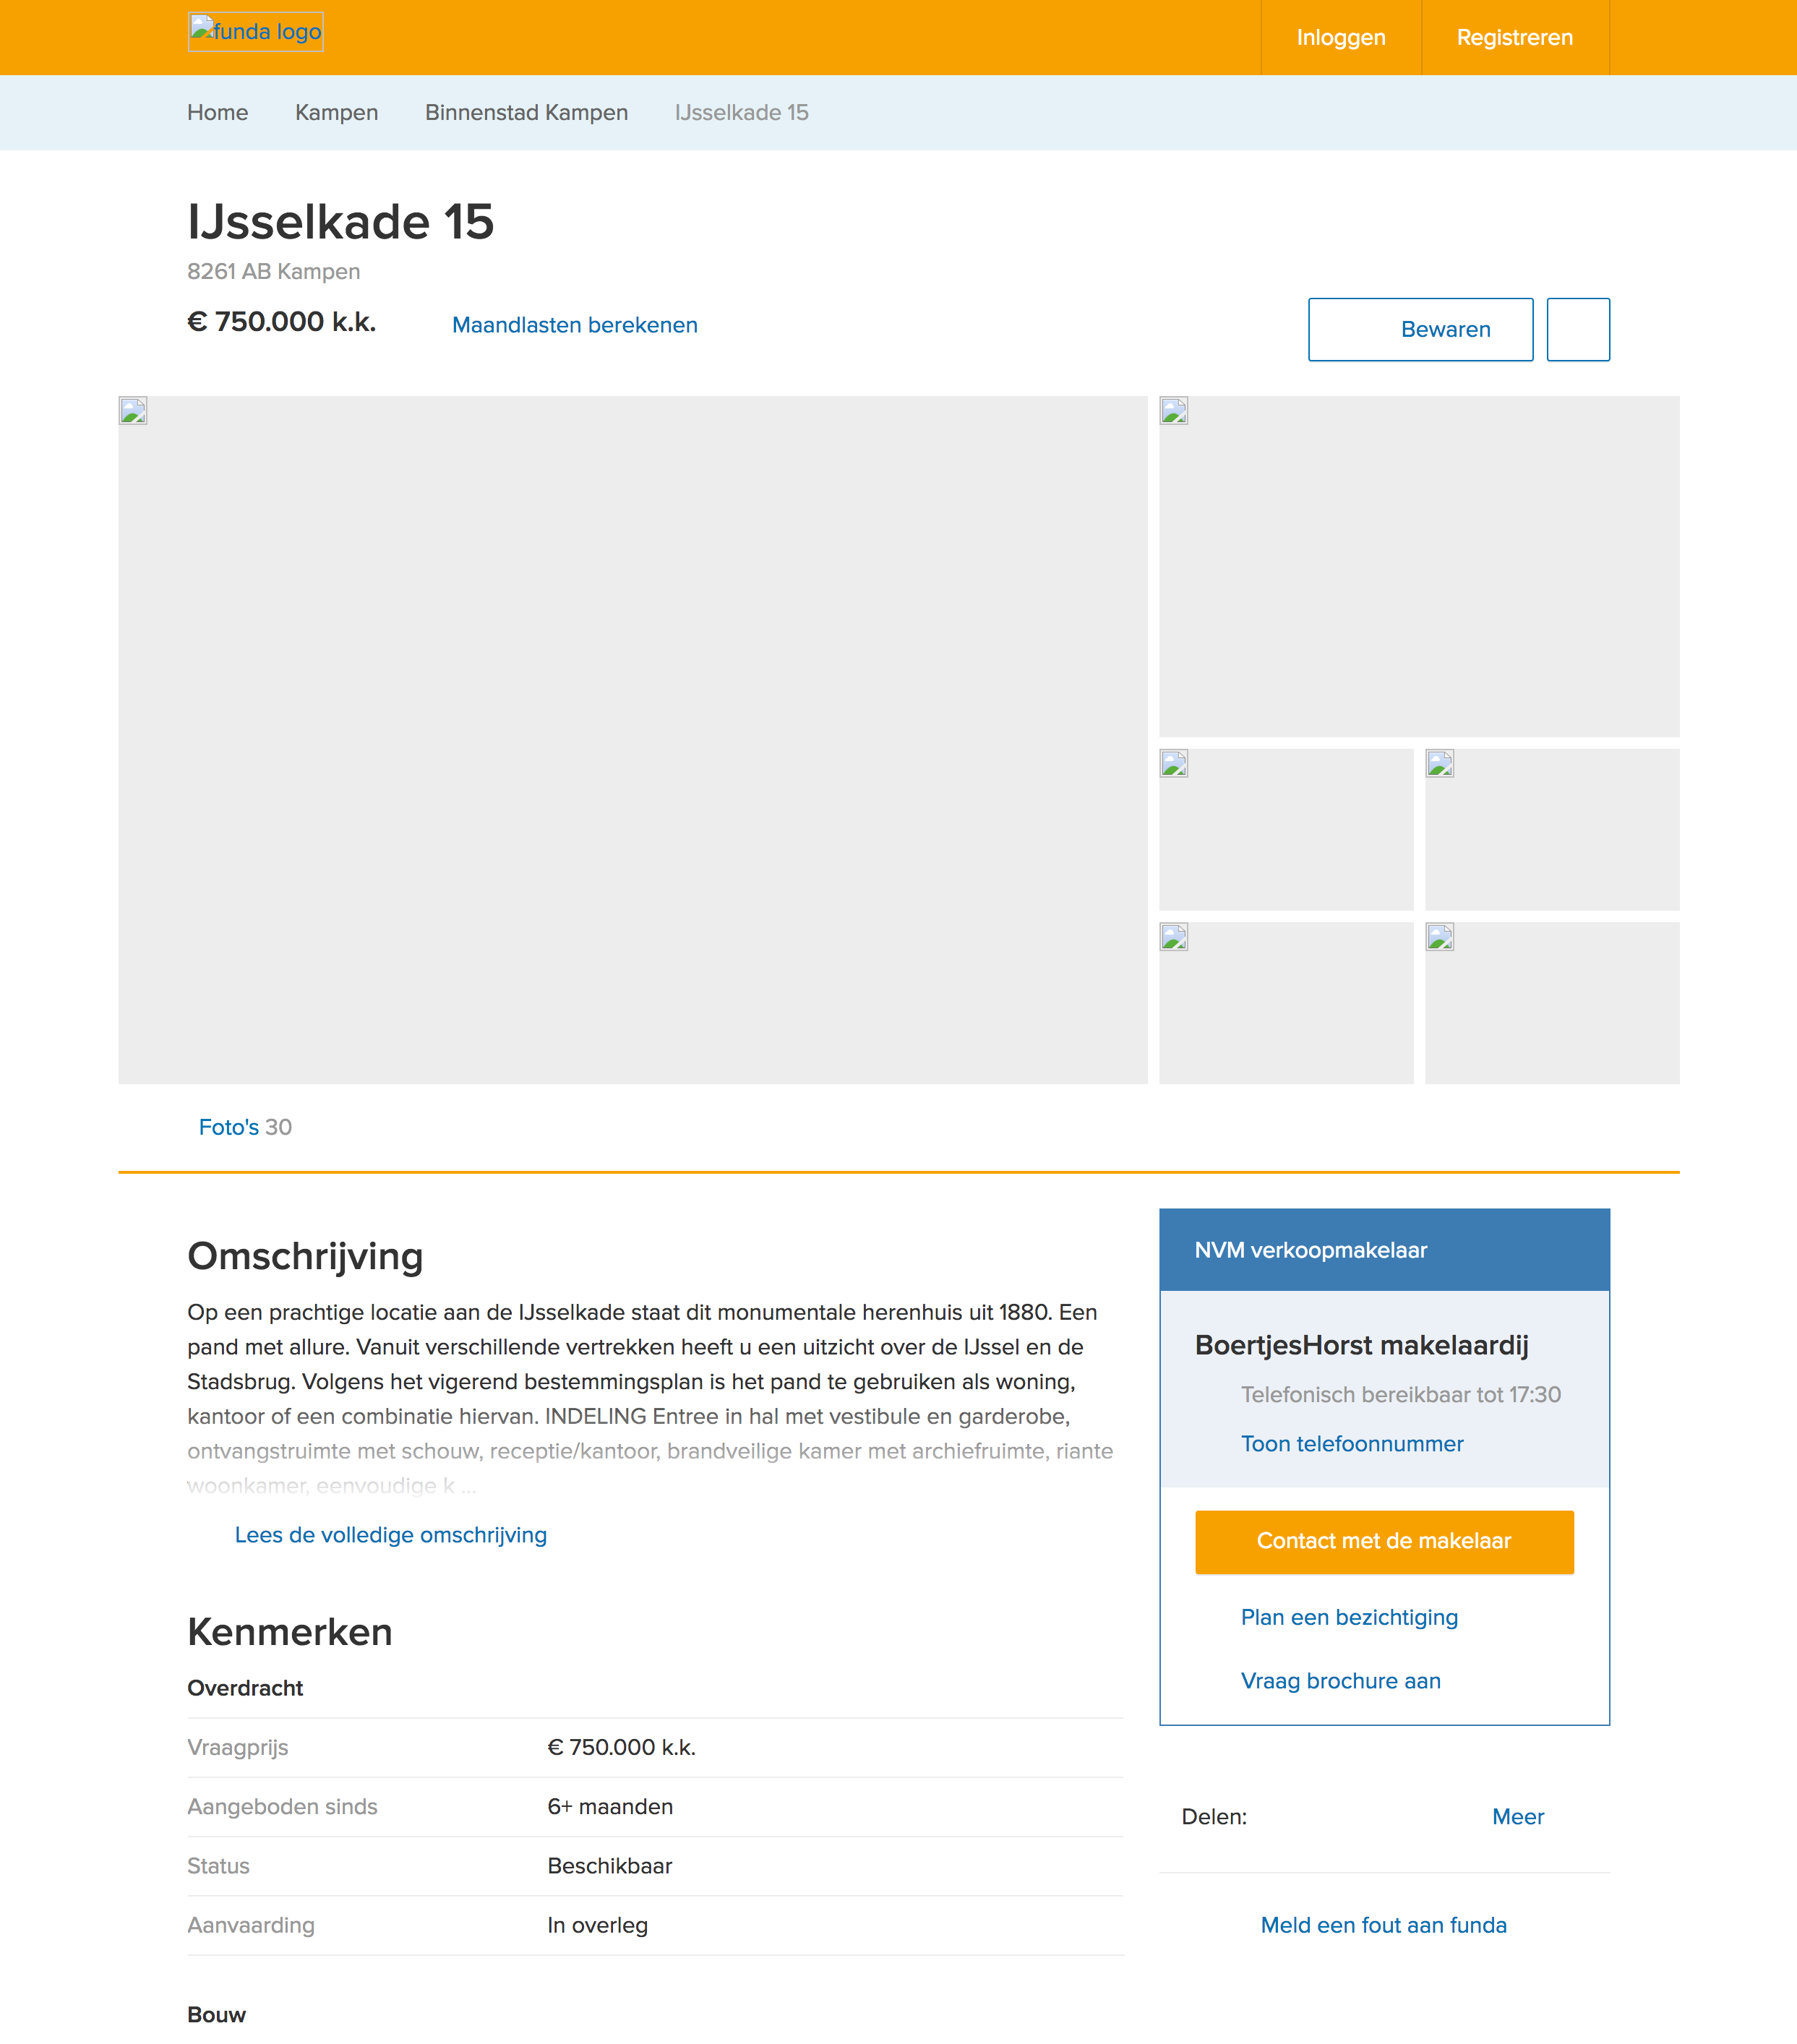 funda logo
Inloggen
Registreren
Home
Kampen
Binnenstad Kampen
IJsselkade 15
IJsselkade 15
8261 AB Kampen
€ 750.000 k.k.
Maandlasten berekenen
Bewaren
Foto's 30
Omschrijving
Op een prachtige locatie aan de IJsselkade staat dit monumentale herenhuis uit 1880. Een
pand met allure. Vanuit verschillende vertrekken heeft u een uitzicht over de IJssel en de
Stadsbrug. Volgens het vigerend bestemmingsplan is het pand te gebruiken als woning,
kantoor of een combinatie hiervan. INDELING Entree in hal met vestibule en garderobe,
ontvangstruimte met schouw, receptie/kantoor, brandveilige kamer met archiefruimte, riante
woonkamer, eenvoudige k ...
Lees de volledige omschrijving
Kenmerken
Overdracht
Vraagprijs € 750.000 k.k.
Aangeboden sinds 6+ maanden
Status Beschikbaar
Aanvaarding In overleg
Bouw
NVM verkoopmakelaar
BoertjesHorst makelaardij
Telefonisch bereikbaar tot 17:30
Toon telefoonnummer
Contact met de makelaar
Plan een bezichtiging
Vraag brochure aan
Delen:
Meer
Meld een fout aan funda